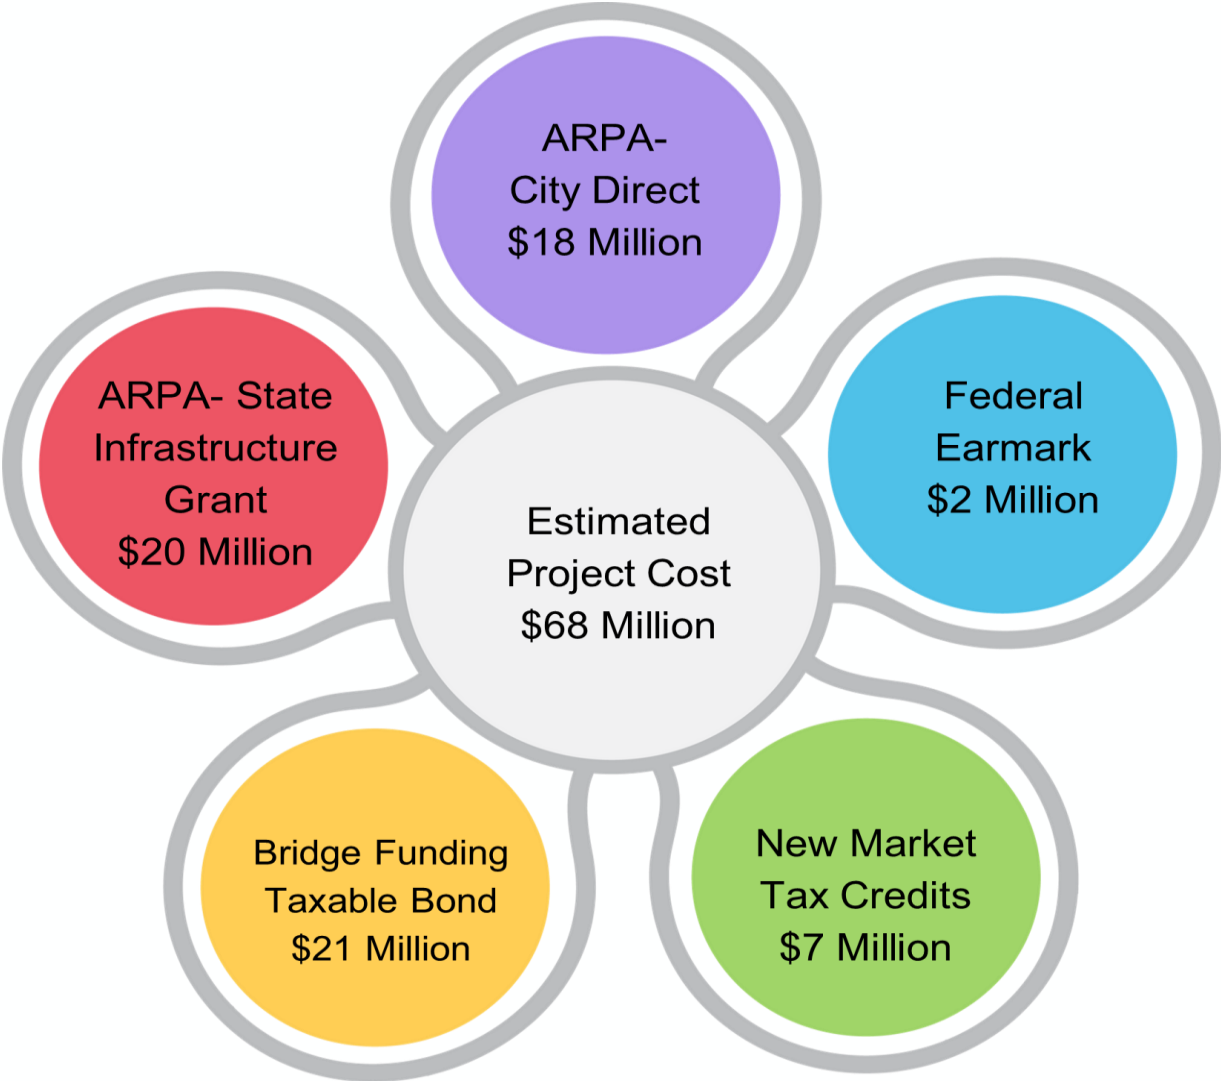 ARPA-
City Direct
$18 Million
ARPA- State
Infrastructure
Grant
$20 Million
Federal
Earmark
$2 Million
Estimated
Project Cost
$68 Million
Bridge Funding
Taxable Bond
$21 Million
New Market
Tax Credits
$7 Million